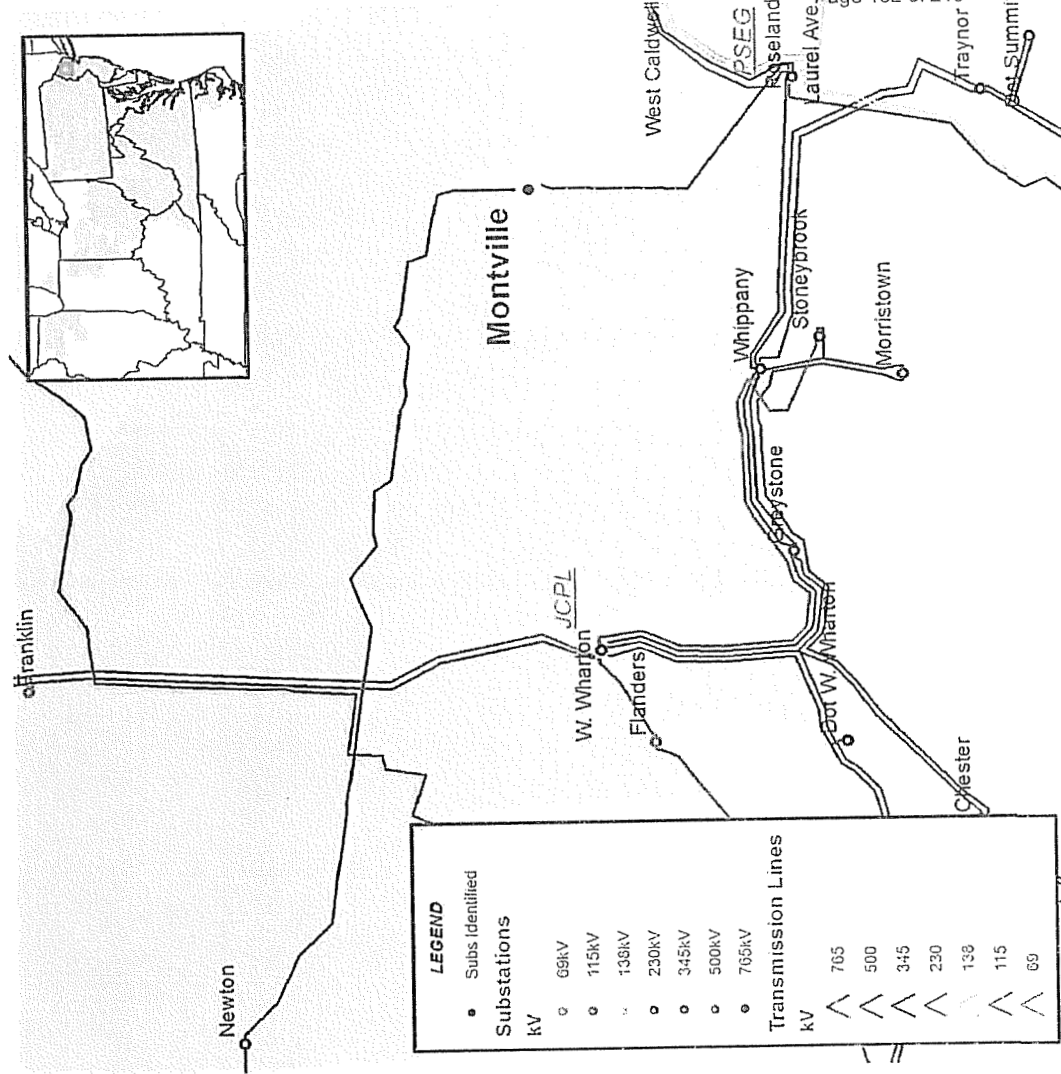 Franklin
Newton
Montville
West Caldwell
PSEG
Roseland
Laurel Ave.
Traynor
Whippany
Stoneybrook
Morristown
Greystone
JCPL
W. Wharton
Flanders
Dot W. Wharton
Chester
LEGEND
Subs Identified
Substations
kV
69kV
115kV
138kV
230kV
345kV
500kV
765kV
Transmission Lines
kV
765
500
345
230
138
115
69